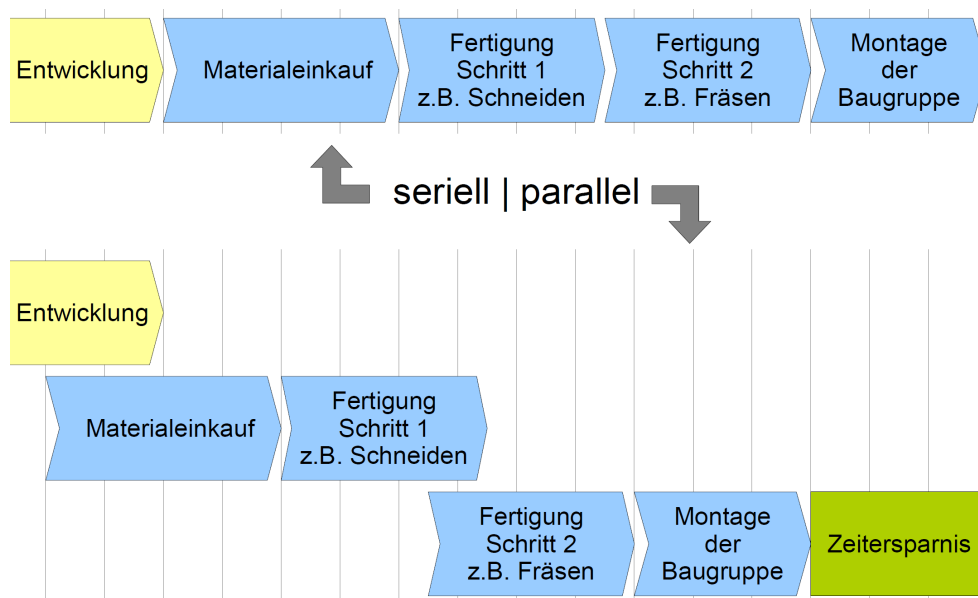 Entwicklung
Materialeinkauf
Fertigung
Schritt 1
z.B. Schneiden
Fertigung
Schritt 2
z.B. Fräsen
Montage
der
Baugruppe
seriell | parallel
Entwicklung
Materialeinkauf
Fertigung
Schritt 1
z.B. Schneiden
Fertigung
Schritt 2
z.B. Fräsen
Montage
der
Baugruppe
Zeitersparnis